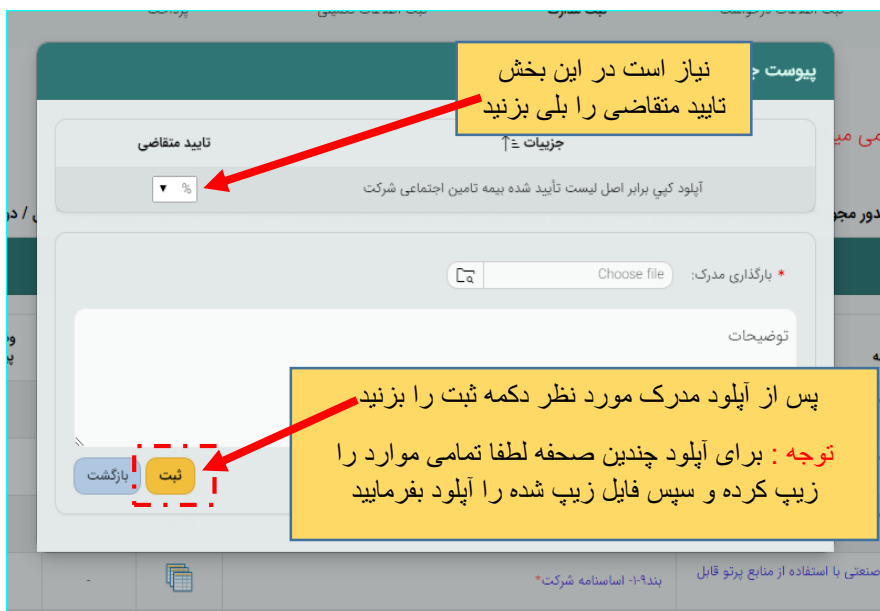 پرداخت
پیوست
نیاز است در این بخش
تایید متقاضی را بلی بزنید
جزییات
تایید متقاضی
آپلود کپي برابر اصل لیست تأیید شده بیمه تامین اجتماعی شرکت
%
* بارگذاری مدرک:
Choose file
توضیحات
پس از آپلود مدرک مورد نظر دکمه ثبت را بزنید
توجه : برای آپلود چندین صحفه لطفا تمامی موارد را
زیپ کرده و سپس فایل زیپ شده را آپلود بفرمایید
ثبت
بازگشت
صنعتی با استفاده از منابع پرتو قابل
بند۹-۱- اساسنامه شرکت*
-